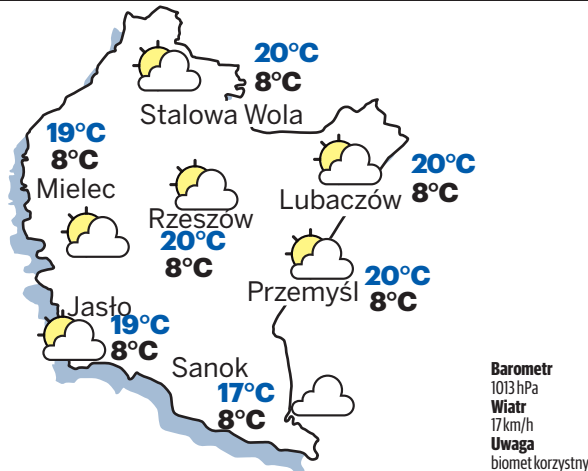 20°C
8°C
Stalowa Wola
19°C
8°C
Mielec
20°C
8°C
Lubaczów
Rzeszów
20°C
8°C
20°C
8°C
Przemyśl
Jasło
19°C
8°C
Sanok
17°C
8°C
Barometr
1013 hPa
Wiatr
17 km/h
Uwaga
biomet korzystny